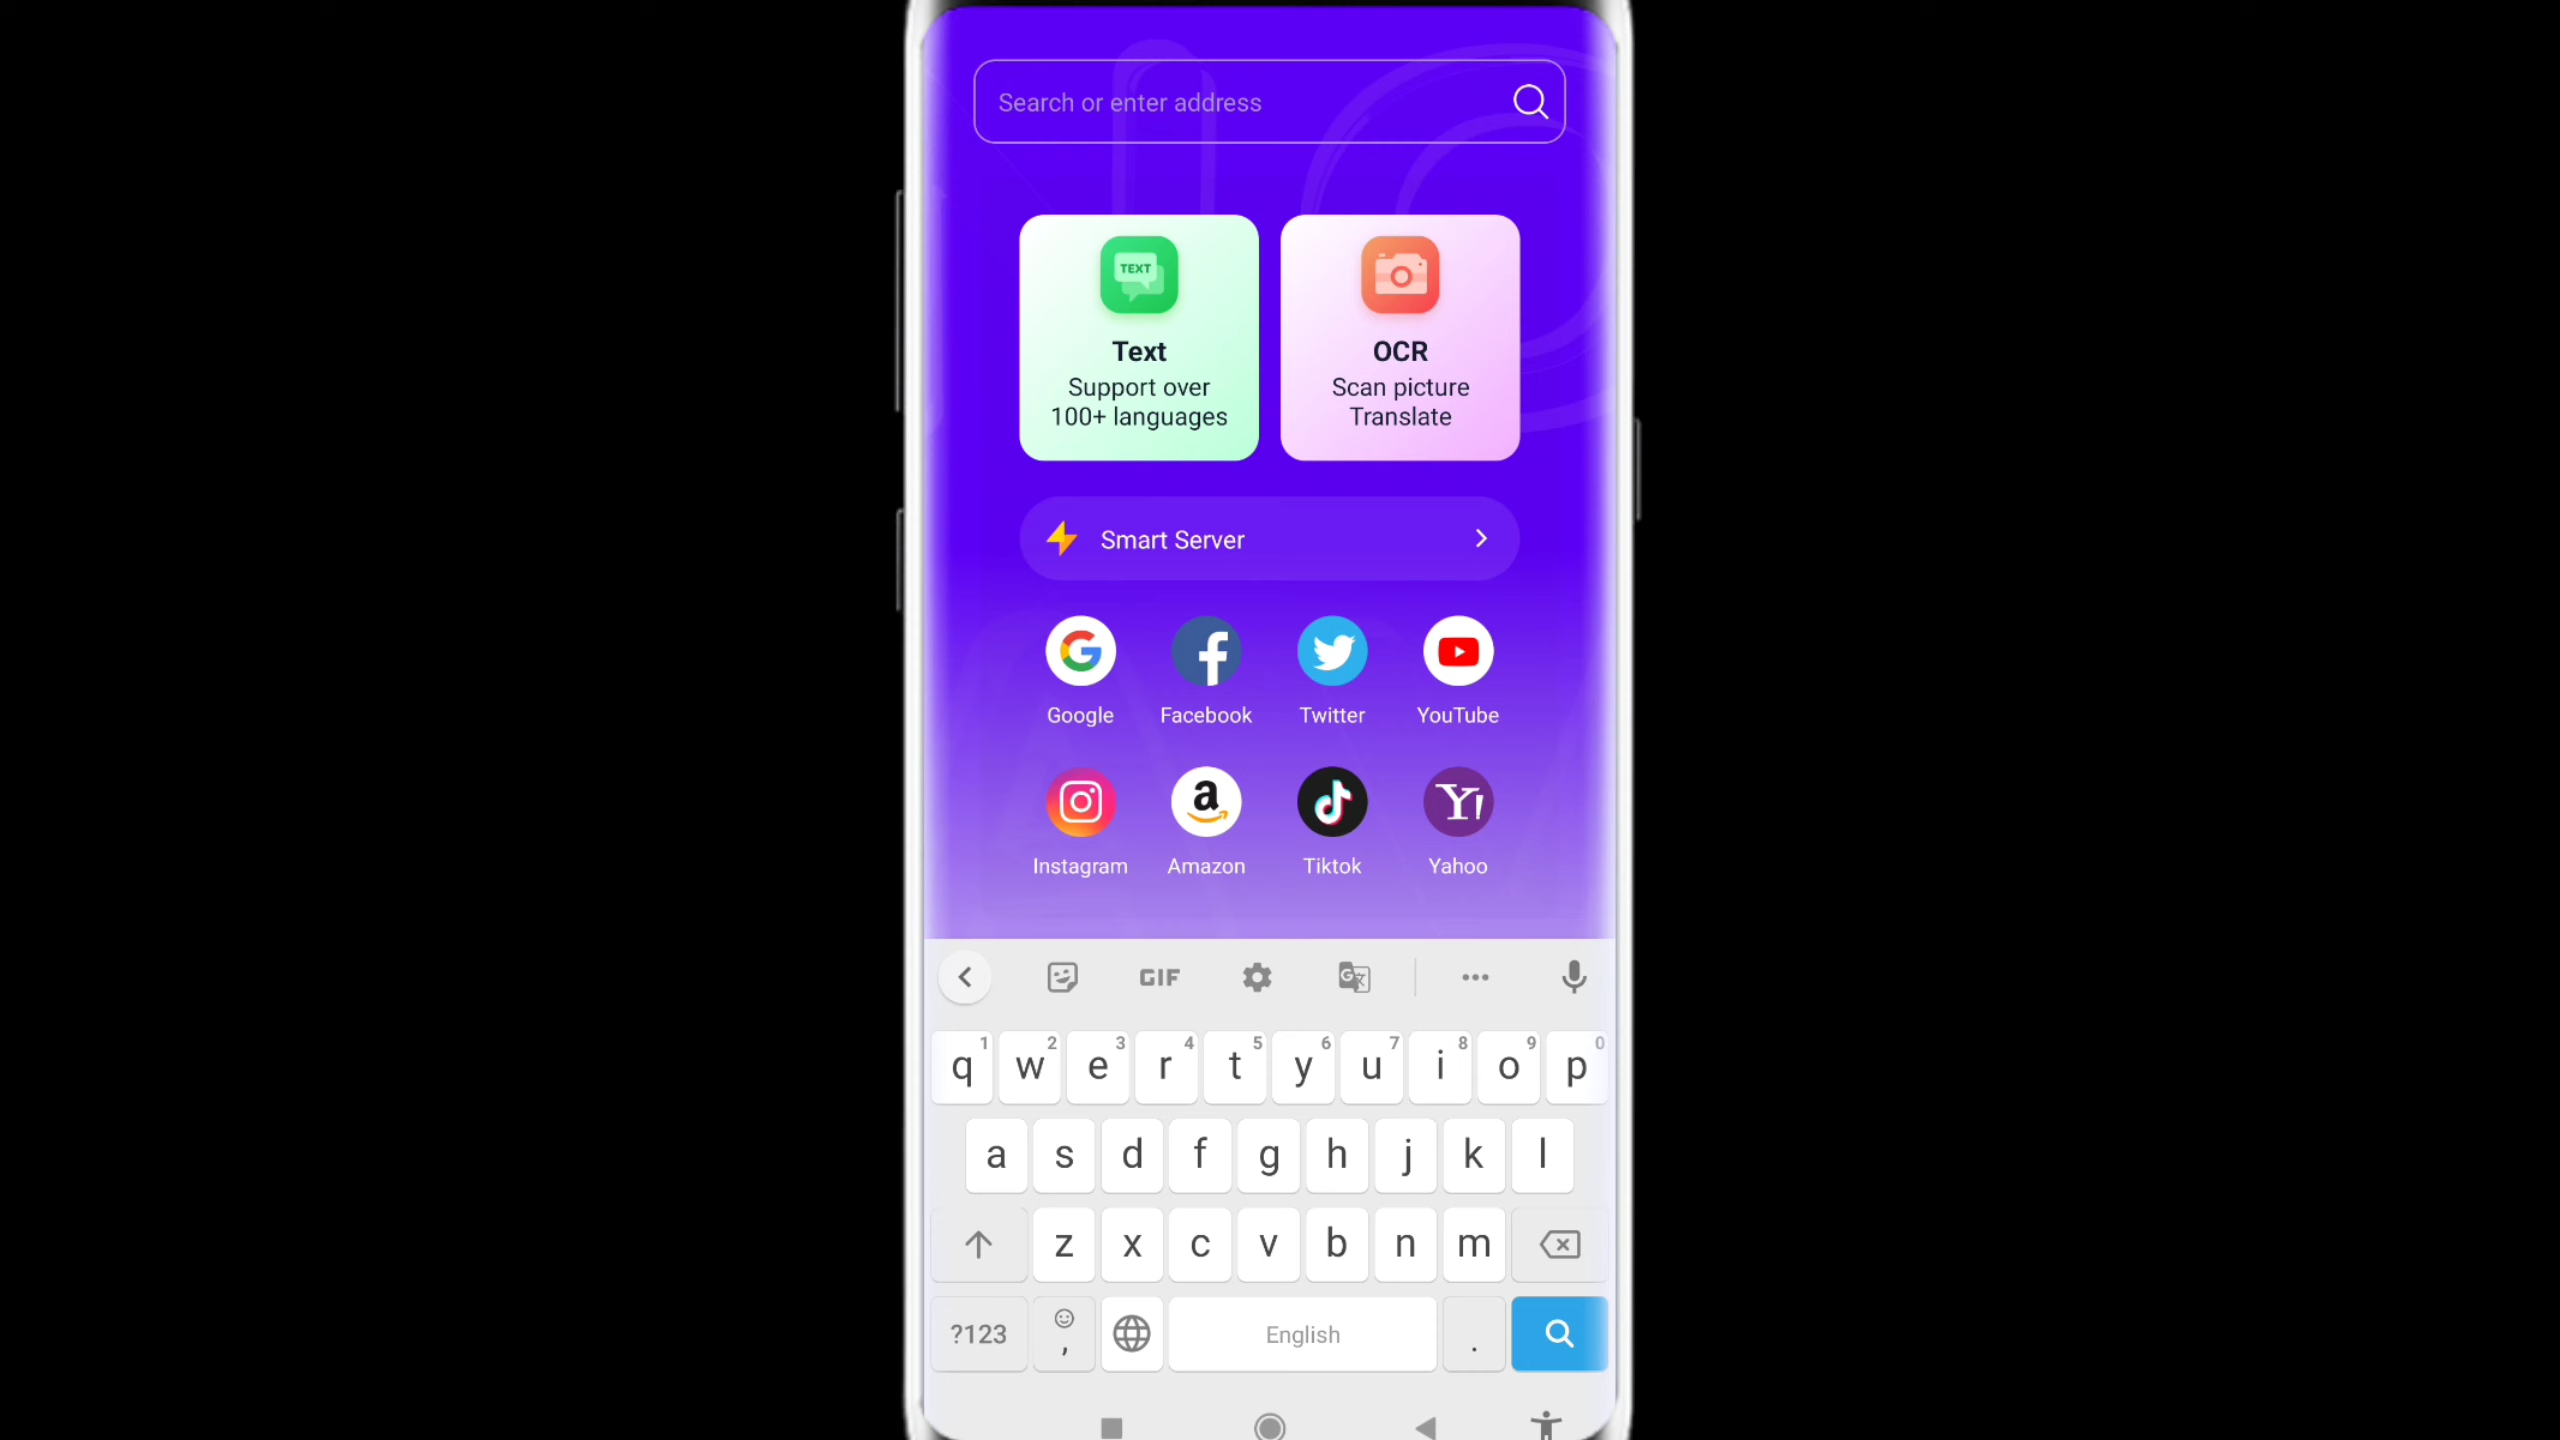 Search or enter address
TEXT
Text
Support over
100+ languages
OCR
Scan picture
Translate
Smart Server
Google Facebook Twitter YouTube
Instagram Amazon Tiktok Yahoo
GIF
1 2 3 4 5 6 7 8 9 0
q w e r t y u i o p
a s d f g h j k l
z x c v b n m
?123 , English .